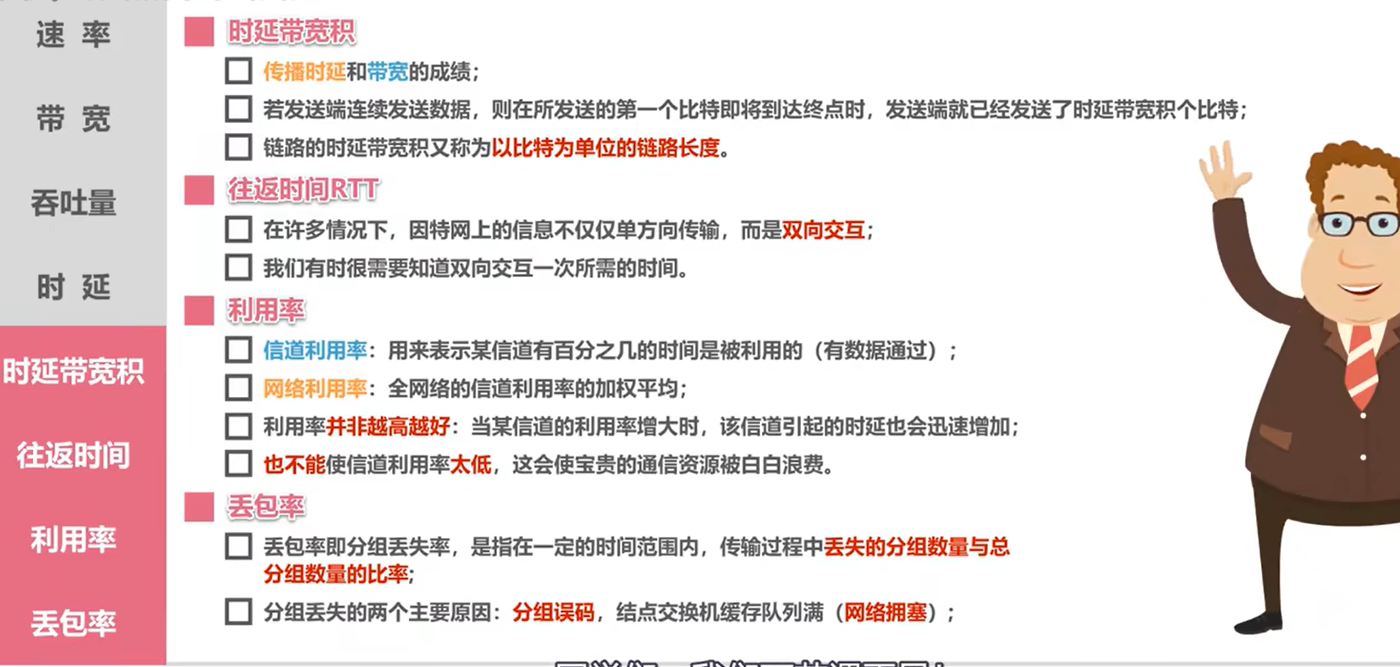 速 率
带 宽
吞吐量
时 延
时延带宽积
往返时间
利用率
丢包率
时延带宽积
传播时延和带宽的成绩；
若发送端连续发送数据，则在所发送的第一个比特即将到达终点时，发送端就已经发送了时延带宽积个比特；
链路的时延带宽积又称为以比特为单位的链路长度。
往返时间RTT
在许多情况下，因特网上的信息不仅仅单方向传输，而是双向交互；
我们有时很需要知道双向交互一次所需的时间。
利用率
信道利用率：用来表示某信道有百分之几的时间是被利用的（有数据通过）；
网络利用率：全网络的信道利用率的加权平均；
利用率并非越高越好：当某信道的利用率增大时，该信道引起的时延也会迅速增加；
也不能使信道利用率太低，这会使宝贵的通信资源被白白浪费。
丢包率
丢包率即分组丢失率，是指在一定的时间范围内，传输过程中丢失的分组数量与总
分组数量的比率；
分组丢失的两个主要原因：分组误码，结点交换机缓存队列满（网络拥塞）；